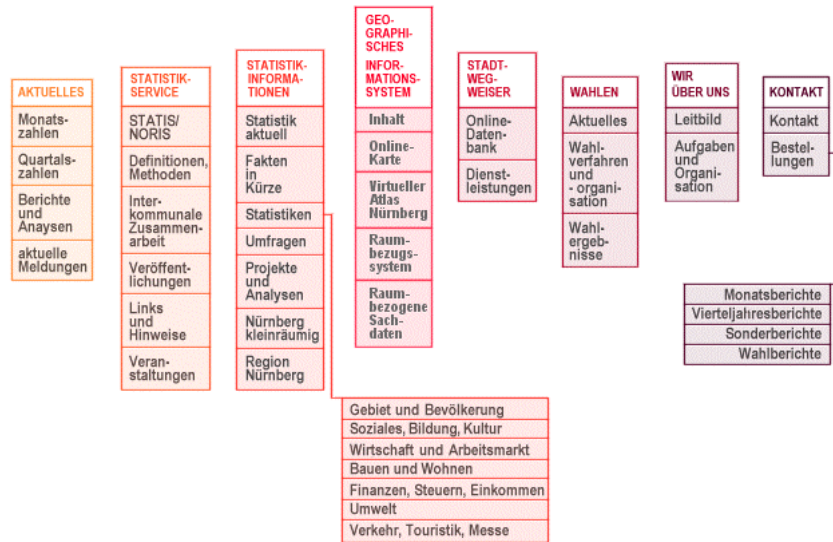 AKTUELLES
Monats-
zahlen
Quartals-
zahlen
Berichte
und
Anaysen
aktuelle
Meldungen
STATISTIK-
SERVICE
STATIS/
NORIS
Definitionen,
Methoden
Inter-
kommunale
Zusammen-
arbeit
Veröffent-
lichungen
Links
und
Hinweise
Veran-
staltungen
STATISTIK-
INFORMA-
TIONEN
Statistik
aktuell
Fakten
in
Kürze
Statistiken
Umfragen
Projekte
und
Analysen
Nürnberg
kleinräumig
Region
Nürnberg
GEO-
GRAPHI-
SCHES
INFOR-
MATIONS-
SYSTEM
Inhalt
Online-
Karte
Virtueller
Atlas
Nürnberg
Raum-
bezugs-
system
Raum-
bezogene
Sach-
daten
STADT-
WEG-
WEISER
Online-
Daten-
bank
Dienst-
leistungen
WAHLEN
Aktuelles
Wahl-
verfahren
und
- organi-
sation
Wahl-
ergeb-
nisse
WIR
ÜBER UNS
Leitbild
Aufgaben
und
Organi-
sation
KONTAKT
Kontakt
Bestel-
lungen
Monatsberichte
Vierteljahresberichte
Sonderberichte
Wahlberichte
Gebiet und Bevölkerung
Soziales, Bildung, Kultur
Wirtschaft und Arbeitsmarkt
Bauen und Wohnen
Finanzen, Steuern, Einkommen
Umwelt
Verkehr, Touristik, Messe